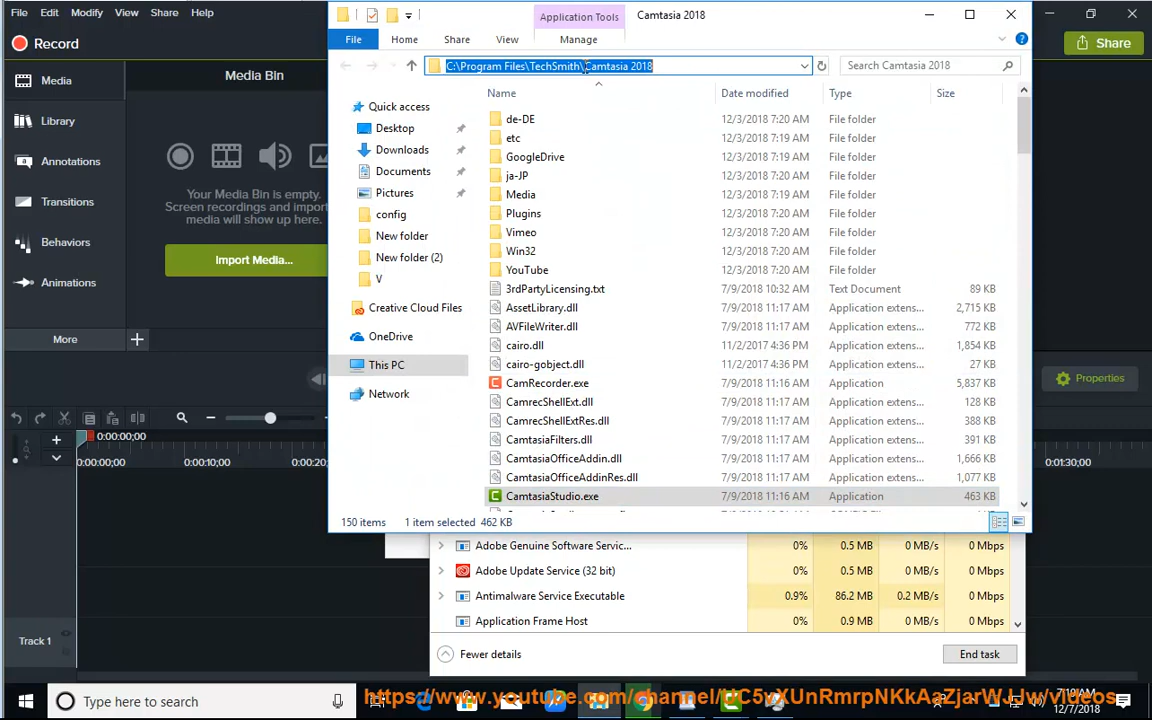 File Edit Modify View Share Help
Application Tools Camtasia 2018
Record
File Home Share View Manage
Share
C:\Program Files\TechSmith\Camtasia 2018
Search Camtasia 2018
Media
Media Bin
Library
Annotations
Transitions
Behaviors
Animations
More
Your Media Bin is empty.
Screen recordings and import
media will show up here.
Import Media...
Quick access
Desktop
Downloads
Documents
Pictures
config
New folder
New folder (2)
V
Creative Cloud Files
OneDrive
This PC
Network
Name Date modified Type Size
de-DE 12/3/2018 7:20 AM File folder
etc 12/3/2018 7:19 AM File folder
GoogleDrive 12/3/2018 7:20 AM File folder
ja-JP 12/3/2018 7:20 AM File folder
Media 12/3/2018 7:19 AM File folder
Plugins 12/3/2018 7:20 AM File folder
Vimeo 12/3/2018 7:20 AM File folder
Win32 12/3/2018 7:20 AM File folder
YouTube 12/3/2018 7:20 AM File folder
3rdPartyLicensing.txt 7/9/2018 10:32 AM Text Document 89 KB
AssetLibrary.dll 7/9/2018 11:17 AM Application extens... 2,715 KB
AVFileWriter.dll 7/9/2018 11:17 AM Application extens... 772 KB
cairo.dll 11/2/2017 4:36 PM Application extens... 1,854 KB
cairo-gobject.dll 11/2/2017 4:36 PM Application extens... 27 KB
CamRecorder.exe 7/9/2018 11:16 AM Application 5,837 KB
CamrecShellExt.dll 7/9/2018 11:17 AM Application extens... 128 KB
CamrecShellExtRes.dll 7/9/2018 11:17 AM Application extens... 388 KB
CamtasiaFilters.dll 7/9/2018 11:17 AM Application extens... 391 KB
CamtasiaOfficeAddin.dll 7/9/2018 11:17 AM Application extens... 1,666 KB
CamtasiaOfficeAddinRes.dll 7/9/2018 11:17 AM Application extens... 1,077 KB
CamtasiaStudio.exe 7/9/2018 11:16 AM Application 463 KB
150 items 1 item selected 462 KB
Properties
0:00:00;00
0:00:00;00 0:00:10;00 0:00:20 0:01:30;00
Track 1
Adobe Genuine Software Servic... 0% 0.5 MB 0 MB/s 0 Mbps
Adobe Update Service (32 bit) 0% 0.5 MB 0 MB/s 0 Mbps
Antimalware Service Executable 0.9% 86.2 MB 0.2 MB/s 0 Mbps
Application Frame Host 0% 0.9 MB 0 MB/s 0 Mbps
Fewer details End task
Type here to search
12/7/2018